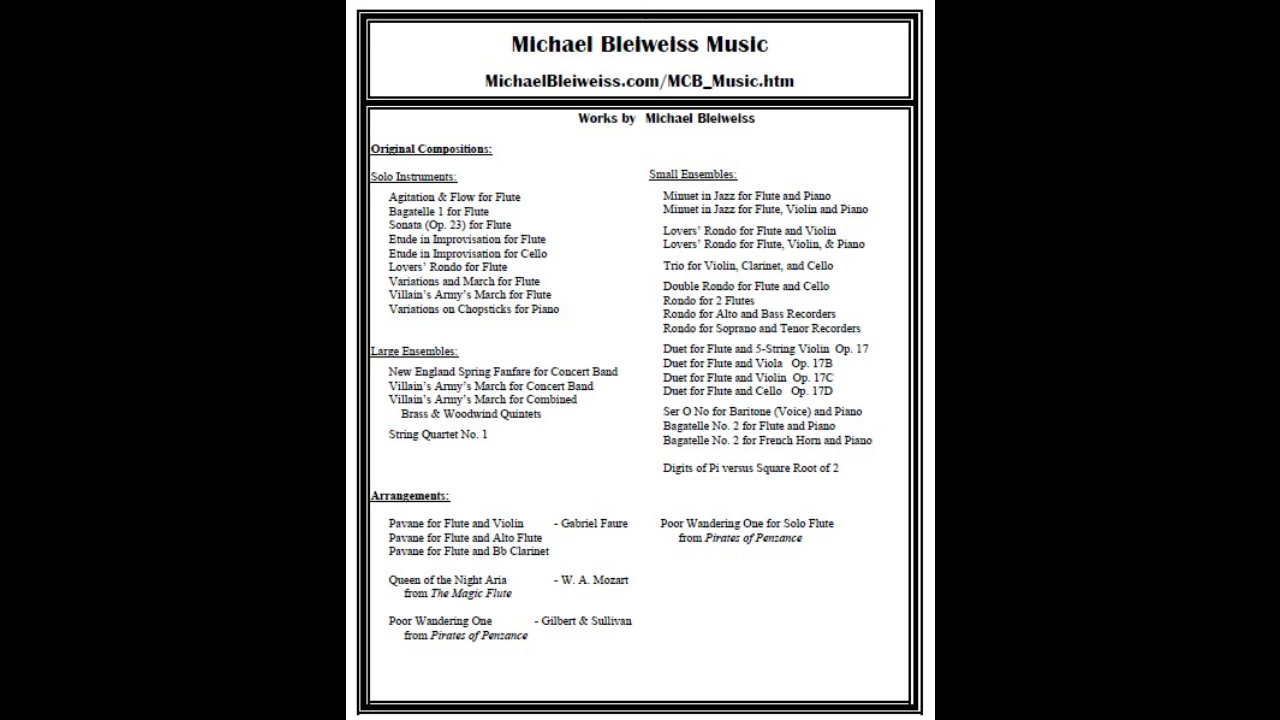 Michael Bleiweiss Music
MichaelBleiweiss.com/MCB_Music.htm
Works by Michael Bleiweiss
Original Compositions:
Solo Instruments:
Agitation & Flow for Flute
Bagatelle 1 for Flute
Sonata (Op. 23) for Flute
Etude in Improvisation for Flute
Etude in Improvisation for Cello
Lovers' Rondo for Flute
Variations and March for Flute
Villain's Army's March for Flute
Variations on Chopsticks for Piano
Large Ensembles:
New England Spring Fanfare for Concert Band
Villain's Army's March for Concert Band
Villain's Army's March for Combined
Brass & Woodwind Quintets
String Quartet No. 1
Small Ensembles:
Minuet in Jazz for Flute and Piano
Minuet in Jazz for Flute, Violin and Piano
Lovers' Rondo for Flute and Violin
Lovers' Rondo for Flute, Violin, & Piano
Trio for Violin, Clarinet, and Cello
Double Rondo for Flute and Cello
Rondo for 2 Flutes
Rondo for Alto and Bass Recorders
Rondo for Soprano and Tenor Recorders
Duet for Flute and 5-String Violin Op. 17
Duet for Flute and Viola Op. 17B
Duet for Flute and Violin Op. 17C
Duet for Flute and Cello Op. 17D
Ser O No for Baritone (Voice) and Piano
Bagatelle No. 2 for Flute and Piano
Bagatelle No. 2 for French Horn and Piano
Digits of Pi versus Square Root of 2
Arrangements:
Pavane for Flute and Violin - Gabriel Faure
Pavane for Flute and Alto Flute
Pavane for Flute and Bb Clarinet
Queen of the Night Aria - W. A. Mozart
from The Magic Flute
Poor Wandering One - Gilbert & Sullivan
from Pirates of Penzance
Poor Wandering One for Solo Flute
from Pirates of Penzance